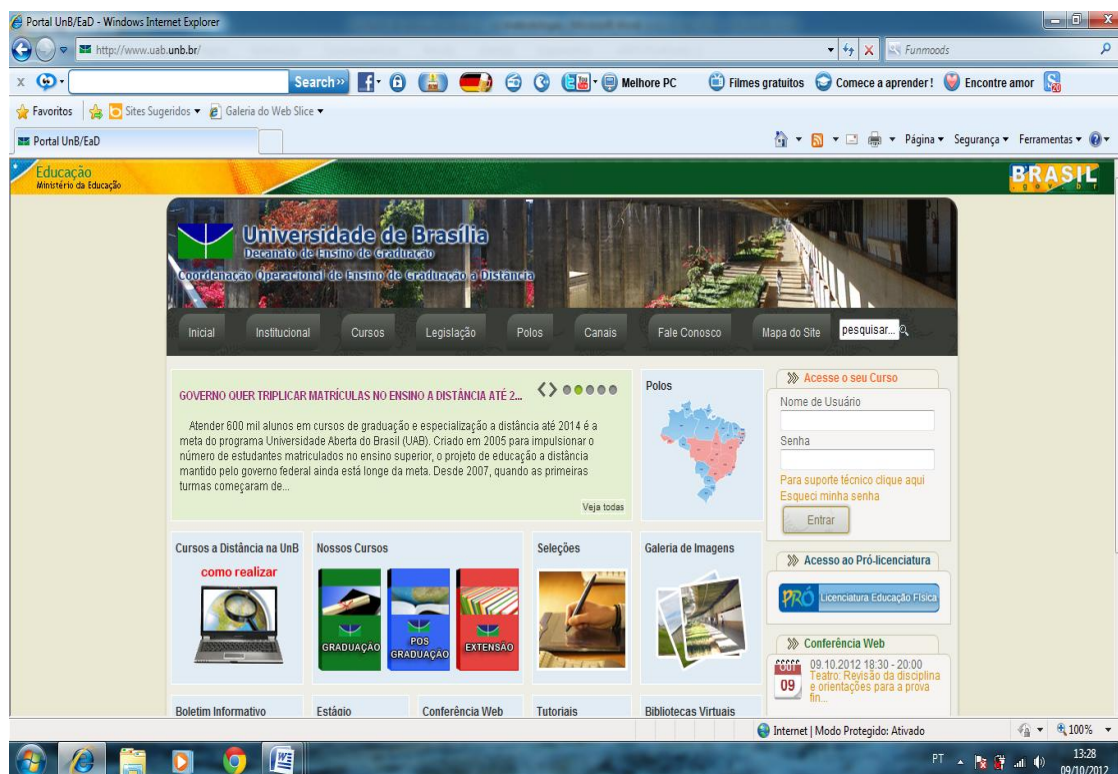 Portal UnB/EaD - Windows Internet Explorer
http://www.uab.unb.br/
Funmoods
x
Search»
Melhore PC
Filmes gratuitos
Comece a aprender!
Encontre amor
Favoritos
Sites Sugeridos
Galeria do Web Slice
Portal UnB/EaD
Página
Segurança
Ferramentas
Educação
Ministério da Educação
BRASIL
.gov.br
Universidade de Brasília
Decanato de Ensino de Graduação
Coordenação Operacional de Ensino de Graduação a Distância
Inicial
Institucional
Cursos
Legislação
Polos
Canais
Fale Conosco
Mapa do Site
pesquisar...
GOVERNO QUER TRIPLICAR MATRÍCULAS NO ENSINO A DISTÂNCIA ATÉ 2...
Atender 600 mil alunos em cursos de graduação e especialização a distância até 2014 é a
meta do programa Universidade Aberta do Brasil (UAB). Criado em 2005 para impulsionar o
número de estudantes matriculados no ensino superior, o projeto de educação a distância
mantido pelo governo federal ainda está longe da meta. Desde 2007, quando as primeiras
turmas começaram de...
Veja todas
Polos
Acesse o seu Curso
Nome de Usuário
Senha
Para suporte técnico clique aqui
Esqueci minha senha
Entrar
Cursos a Distância na UnB
como realizar
Nossos Cursos
GRADUAÇÃO
POS
GRADUAÇÃO
EXTENSÃO
Seleções
Galeria de Imagens
Acesso ao Pró-licenciatura
PRÓ Licenciatura Educação Física
Conferência Web
OUT
09
09.10.2012 18:30 - 20:00
Teatro: Revisão da disciplina
e orientações para a prova
fin...
Boletim Informativo
Estágio
Conferência Web
Tutoriais
Bibliotecas Virtuais
Internet | Modo Protegido: Ativado
100%
PT
13:28
09/10/2012